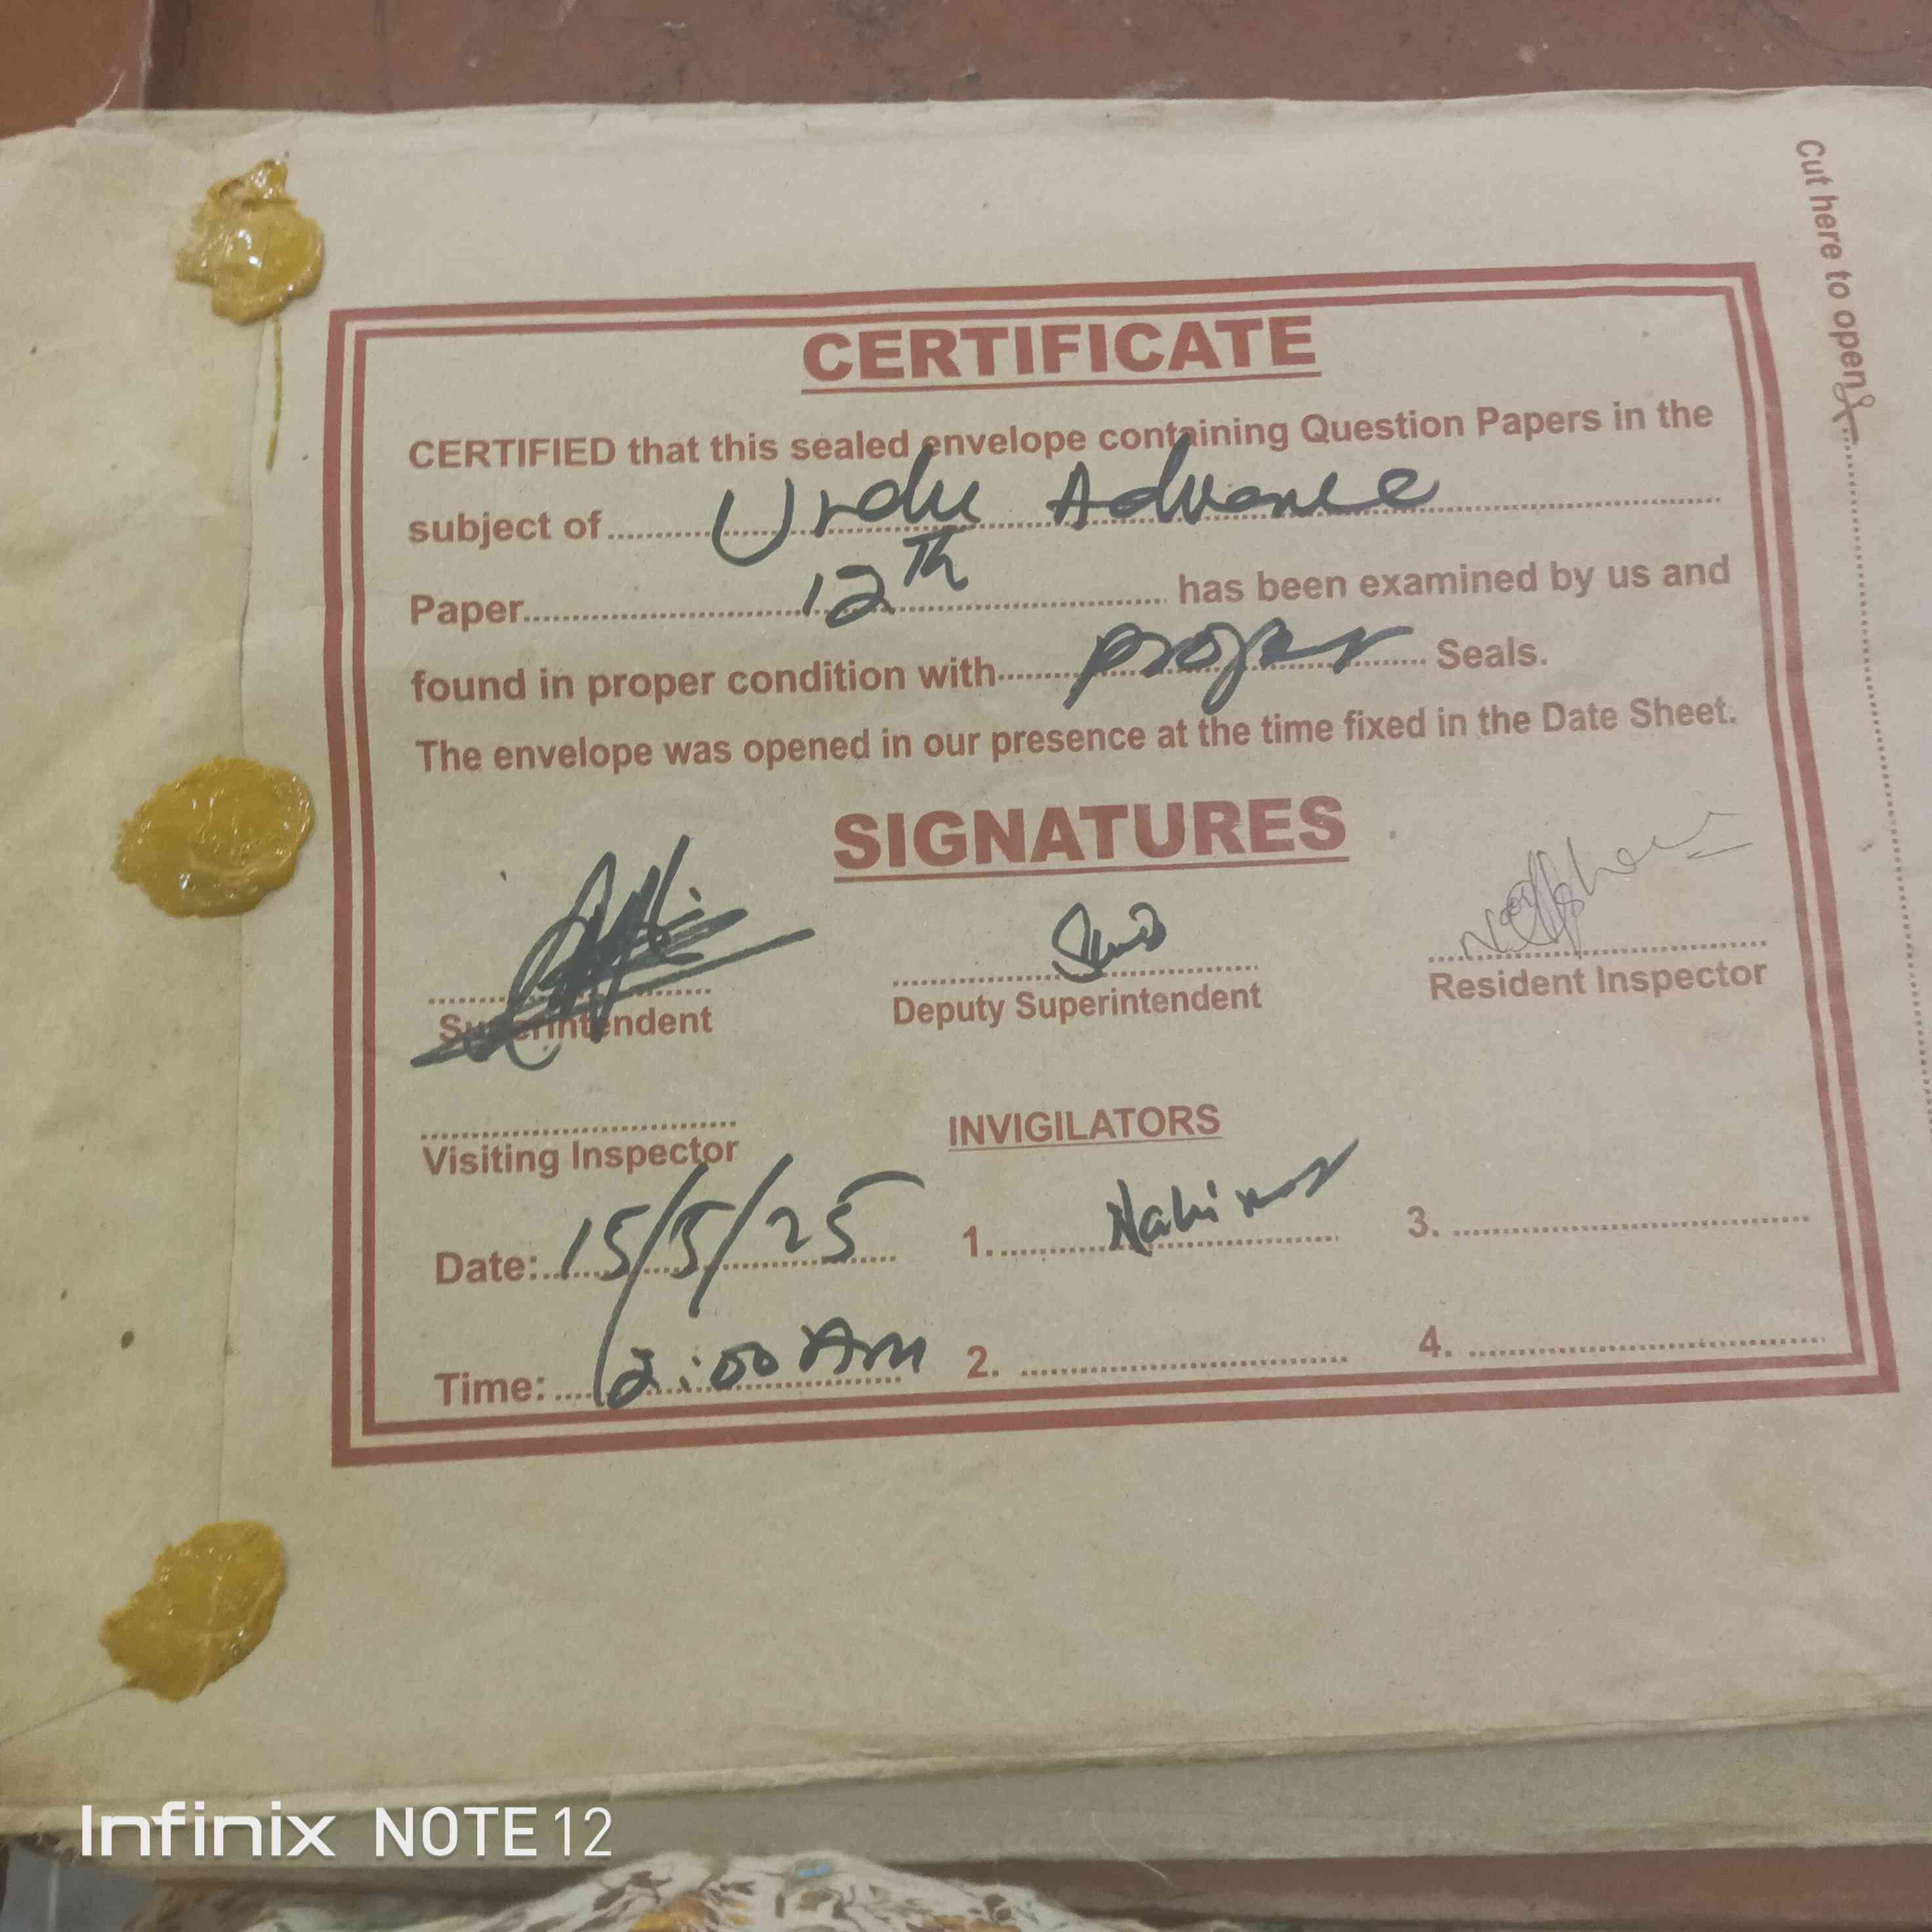 Cut here to open
CERTIFICATE
CERTIFIED that this sealed envelope containing Question Papers in the
subject of Urdu Advance
Paper 12th has been examined by us and
found in proper condition with proper Seals.
The envelope was opened in our presence at the time fixed in the Date Sheet.
SIGNATURES
Superintendent Deputy Superintendent Resident Inspector
Visiting Inspector INVIGILATORS
Date: 15/5/25 1. 3.
Time: 12:00 Am 2. 4.
Infinix NOTE 12